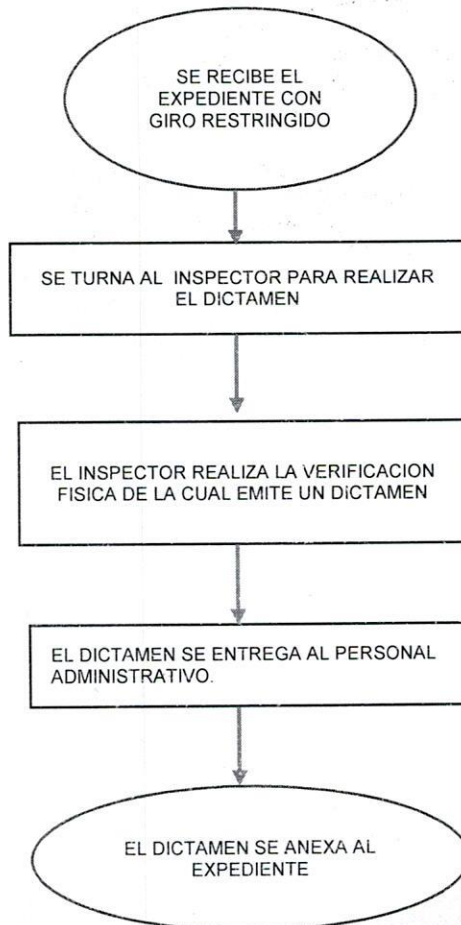 SE RECIBE EL
EXPEDIENTE CON
GIRO RESTRINGIDO
SE TURNA AL INSPECTOR PARA REALIZAR
EL DICTAMEN
EL INSPECTOR REALIZA LA VERIFICACION
FISICA DE LA CUAL EMITE UN DICTAMEN
EL DICTAMEN SE ENTREGA AL PERSONAL
ADMINISTRATIVO.
EL DICTAMEN SE ANEXA AL
EXPEDIENTE